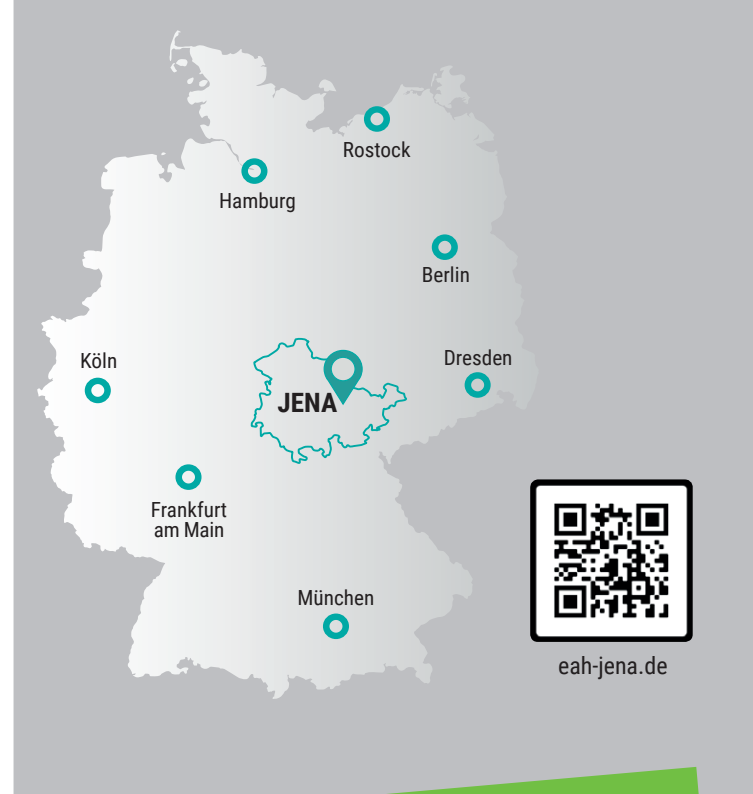 Rostock
Hamburg
Berlin
Köln
Dresden
JENA
Frankfurt
am Main
München
eah-jena.de